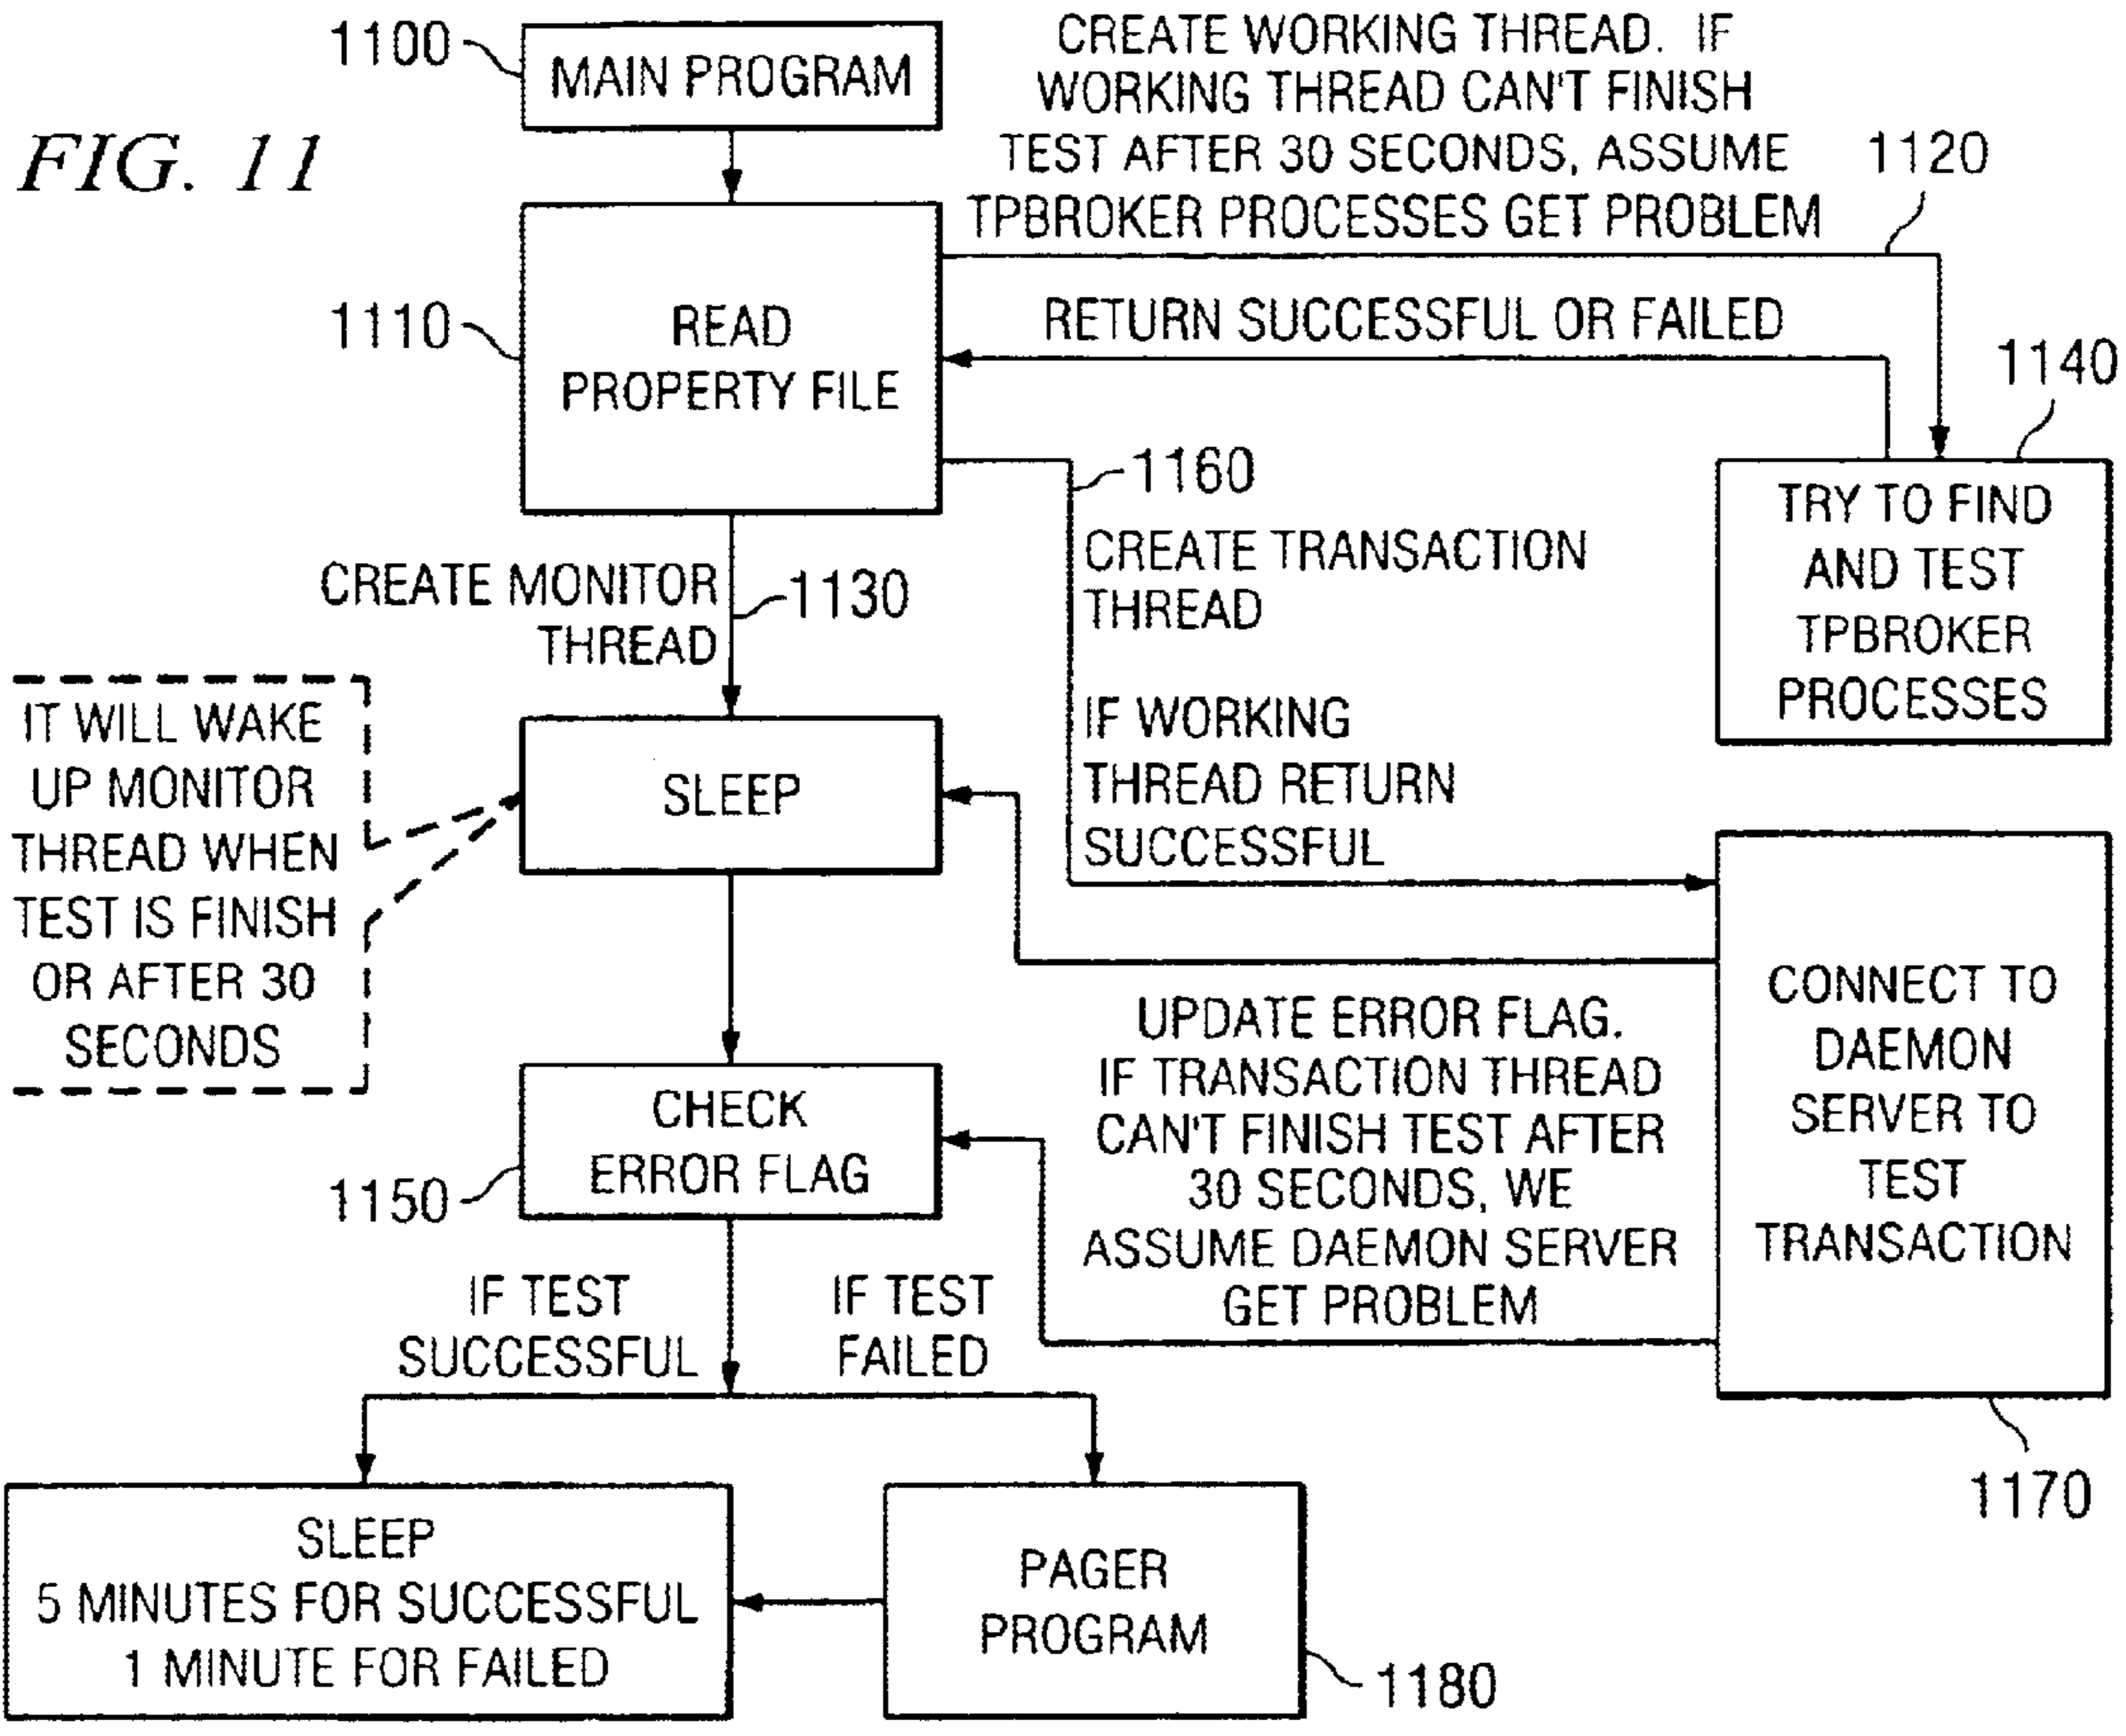 FIG. 11
1100
MAIN PROGRAM
CREATE WORKING THREAD. IF
WORKING THREAD CAN'T FINISH
TEST AFTER 30 SECONDS, ASSUME
TPBROKER PROCESSES GET PROBLEM
1120
1110
READ
PROPERTY FILE
RETURN SUCCESSFUL OR FAILED
1140
TRY TO FIND
AND TEST
TPBROKER
PROCESSES
1160
CREATE TRANSACTION
THREAD
IF WORKING
THREAD RETURN
SUCCESSFUL
CREATE MONITOR
THREAD
1130
IT WILL WAKE
UP MONITOR
THREAD WHEN
TEST IS FINISH
OR AFTER 30
SECONDS
SLEEP
CONNECT TO
DAEMON
SERVER TO
TEST
TRANSACTION
1170
UPDATE ERROR FLAG.
IF TRANSACTION THREAD
CAN'T FINISH TEST AFTER
30 SECONDS, WE
ASSUME DAEMON SERVER
GET PROBLEM
CHECK
ERROR FLAG
1150
IF TEST
SUCCESSFUL
IF TEST
FAILED
SLEEP
5 MINUTES FOR SUCCESSFUL
1 MINUTE FOR FAILED
PAGER
PROGRAM
1180